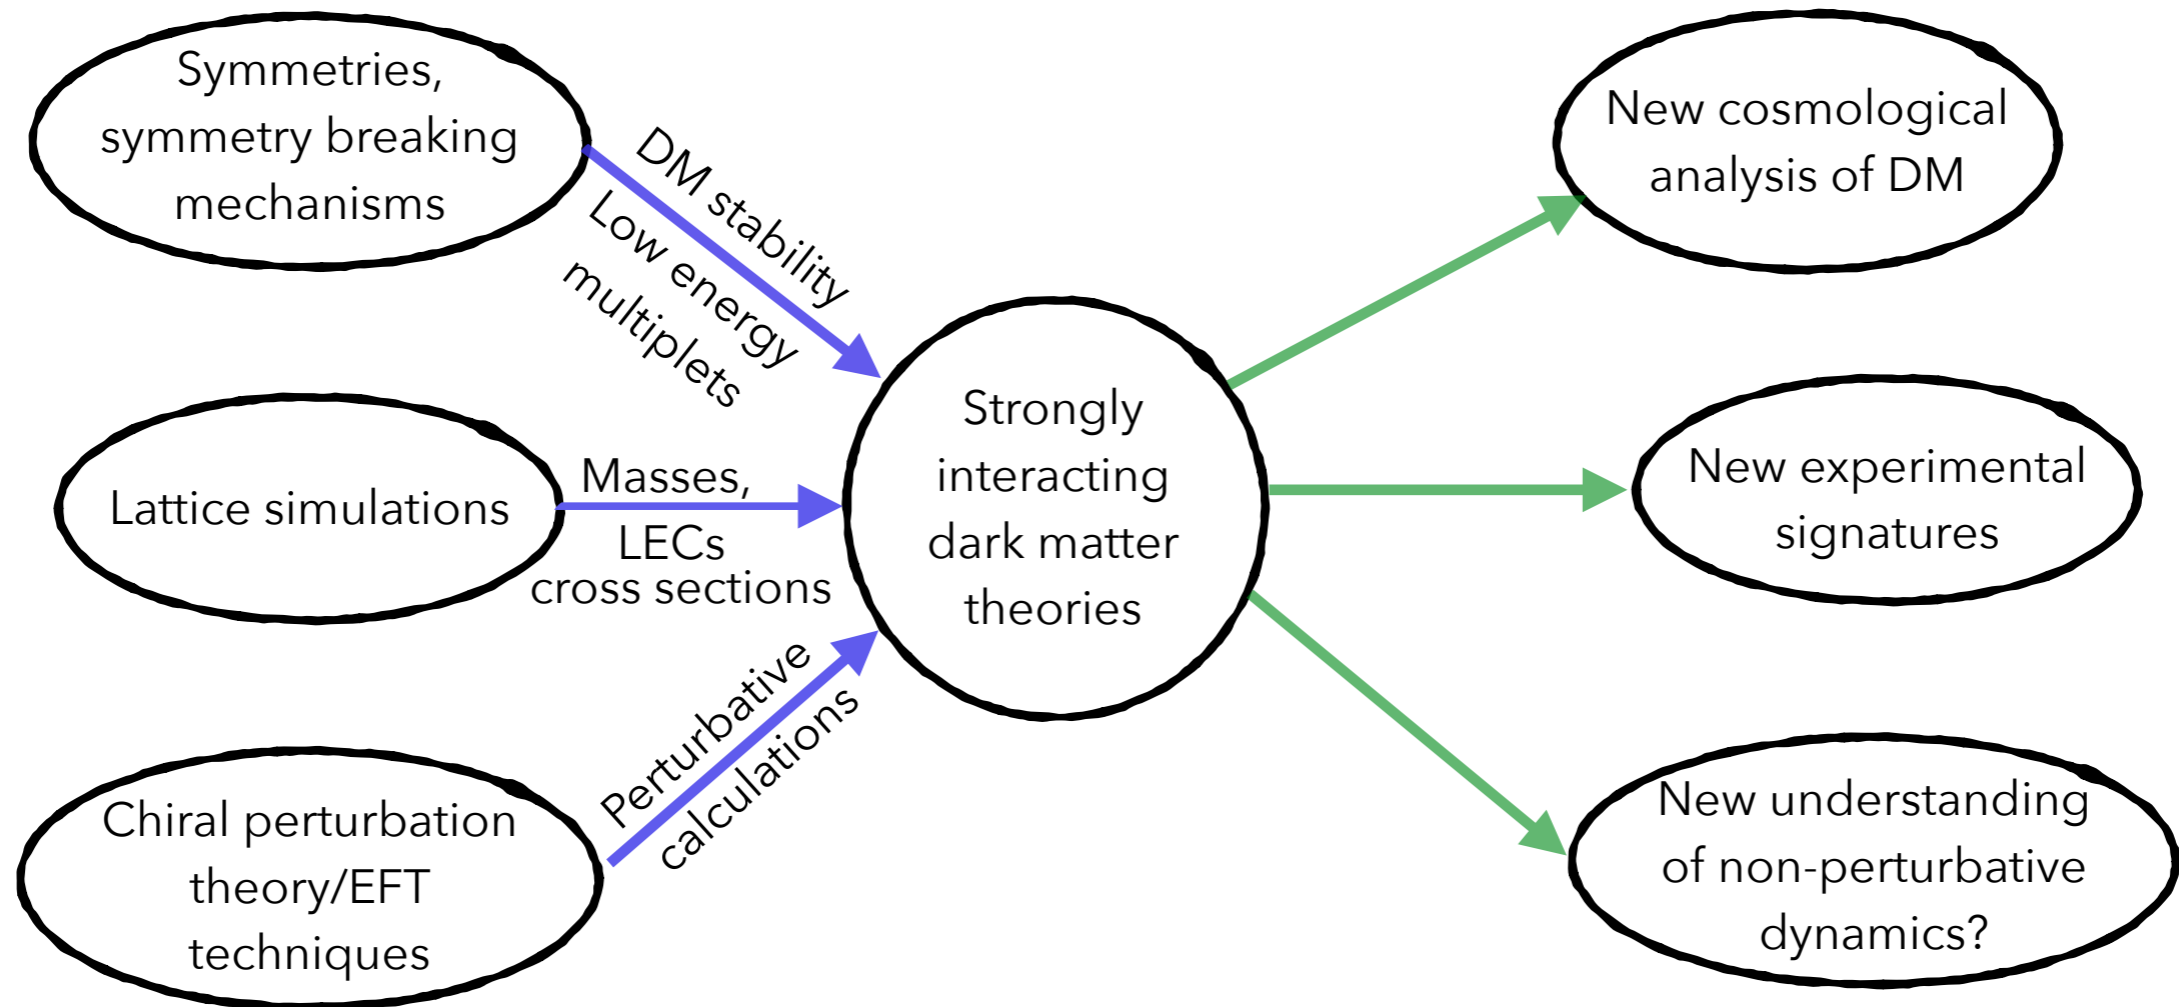 Symmetries,
symmetry breaking
mechanisms
DM stability
Low energy
multiplets
Lattice simulations
Masses,
LECs
cross sections
Chiral perturbation
theory/EFT
techniques
Perturbative
calculations
Strongly
interacting
dark matter
theories
New cosmological
analysis of DM
New experimental
signatures
New understanding
of non-perturbative
dynamics?